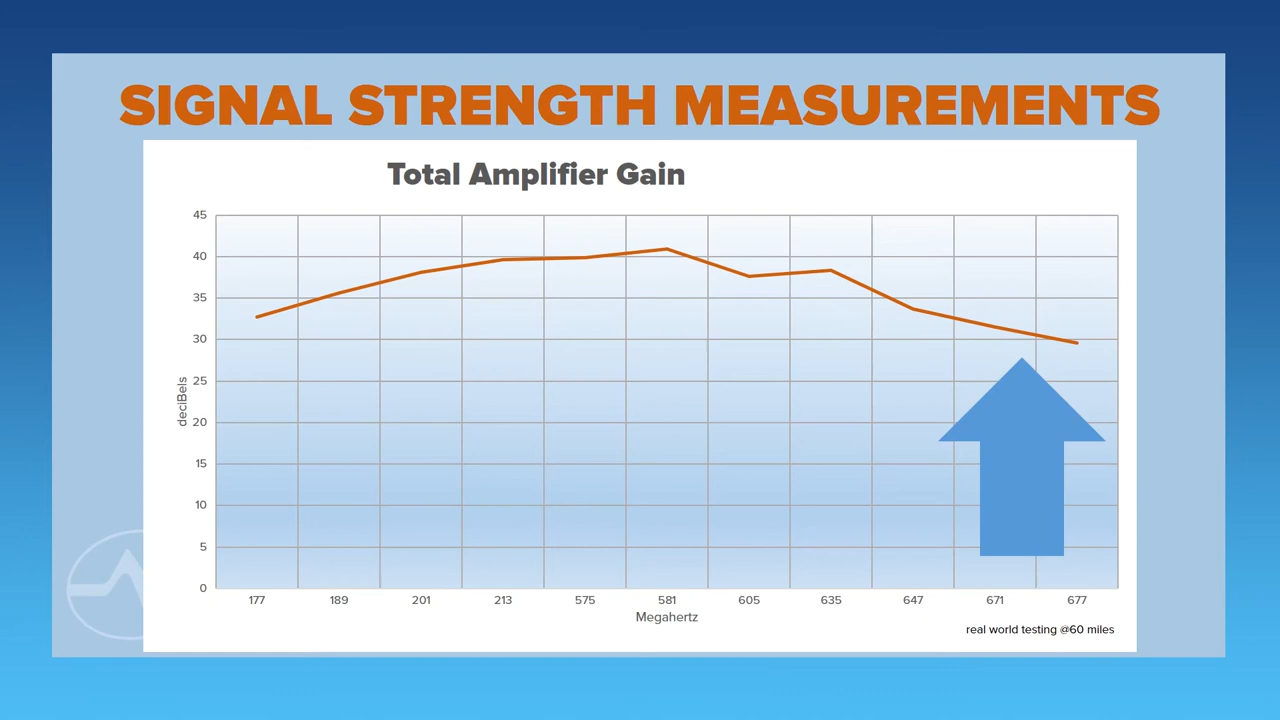 SIGNAL STRENGTH MEASUREMENTS
Total Amplifier Gain
45
40
35
30
25
20
15
10
5
0
deciBels
177 189 201 213 575 581 605 635 647 671 677
Megahertz
real world testing @60 miles